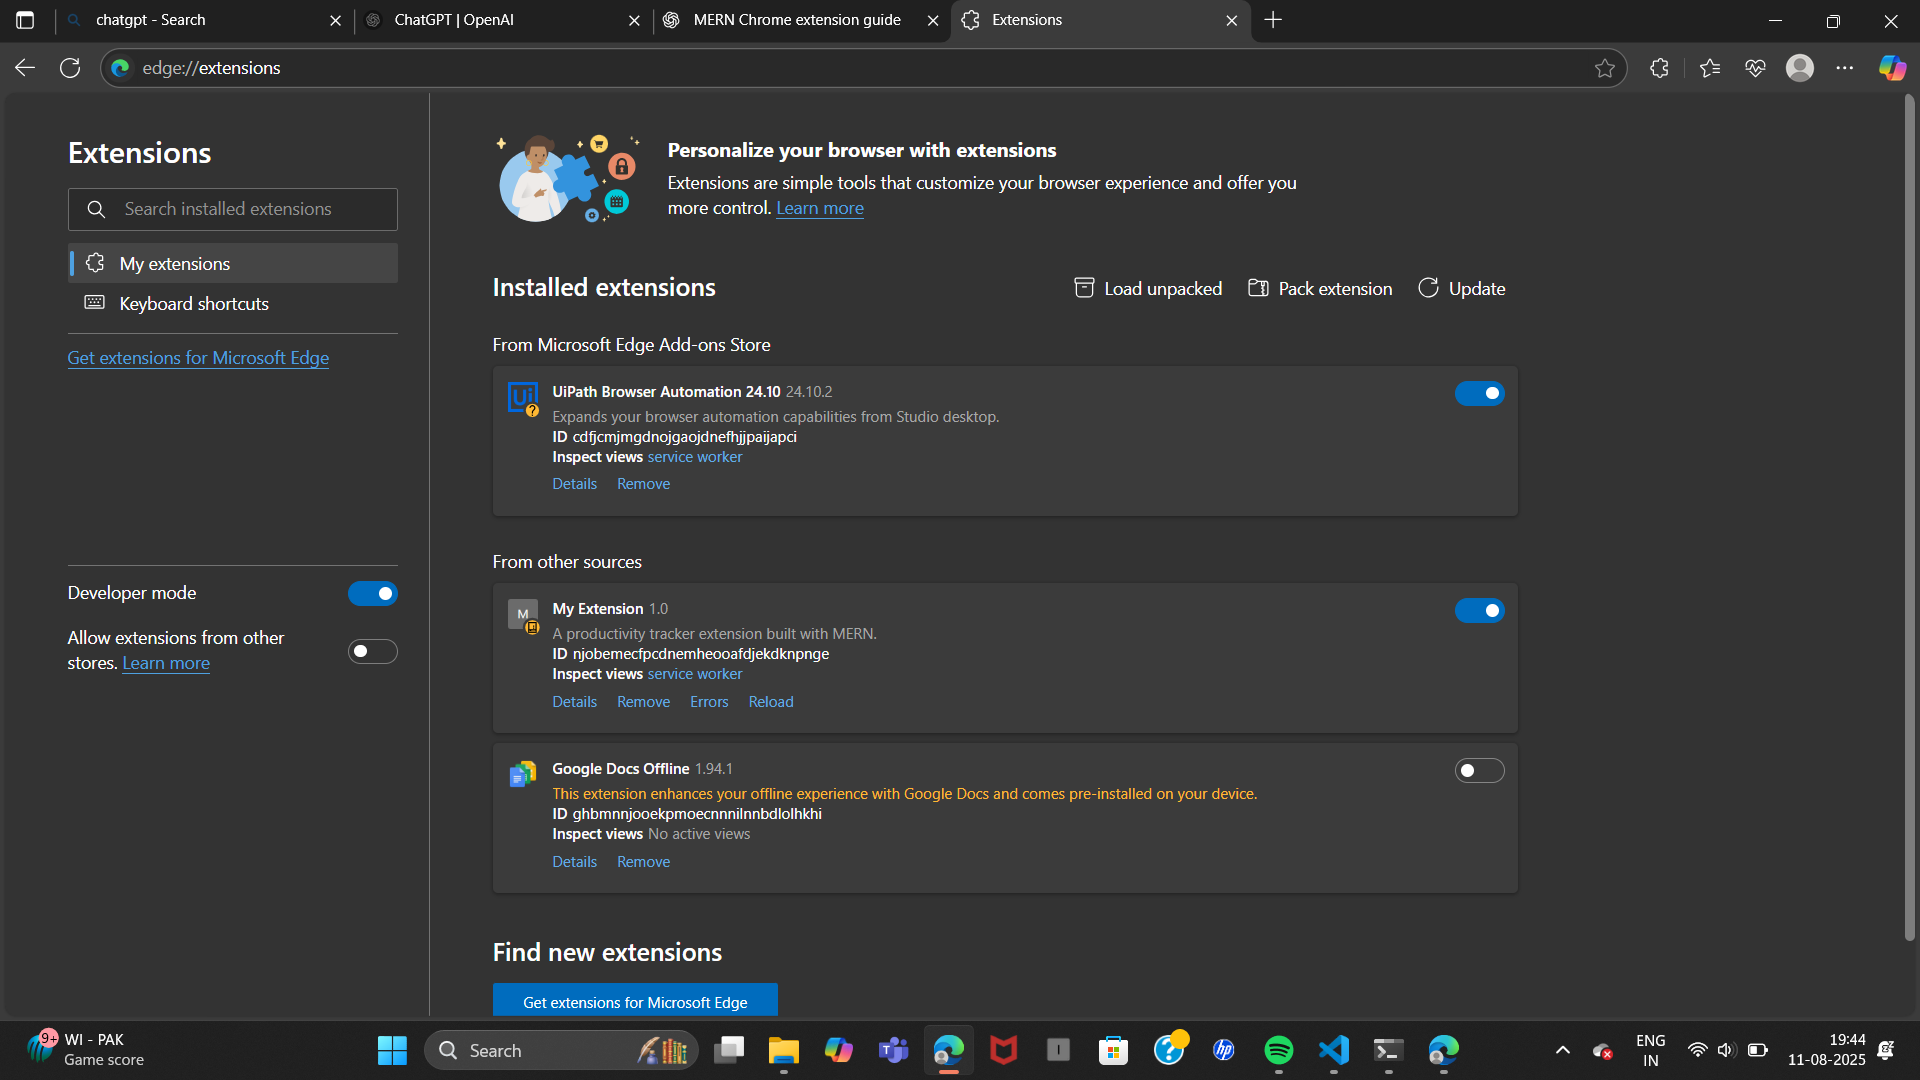 chatgpt - Search
ChatGPT | OpenAI
MERN Chrome extension guide
Extensions
edge://extensions
Extensions
Search installed extensions
My extensions
Keyboard shortcuts
Get extensions for Microsoft Edge
Developer mode
Allow extensions from other
stores. Learn more
Personalize your browser with extensions
Extensions are simple tools that customize your browser experience and offer you
more control. Learn more
Installed extensions
Load unpacked
Pack extension
Update
From Microsoft Edge Add-ons Store
Ui
?
UiPath Browser Automation 24.10 24.10.2
Expands your browser automation capabilities from Studio desktop.
ID cdfjcmjmgdnojgaojdnefhjjpaijapci
Inspect views service worker
Details Remove
From other sources
M
My Extension 1.0
A productivity tracker extension built with MERN.
ID njobemecfpcdnemheooafdjekdknpnge
Inspect views service worker
Details Remove Errors Reload
Google Docs Offline 1.94.1
This extension enhances your offline experience with Google Docs and comes pre-installed on your device.
ID ghbmnnjooekpmoecnnnilnnbdlolhkhi
Inspect views No active views
Details Remove
Find new extensions
Get extensions for Microsoft Edge
9+
WI - PAK
Game score
Search
I
?
hp
ENG
IN
19:44
11-08-2025